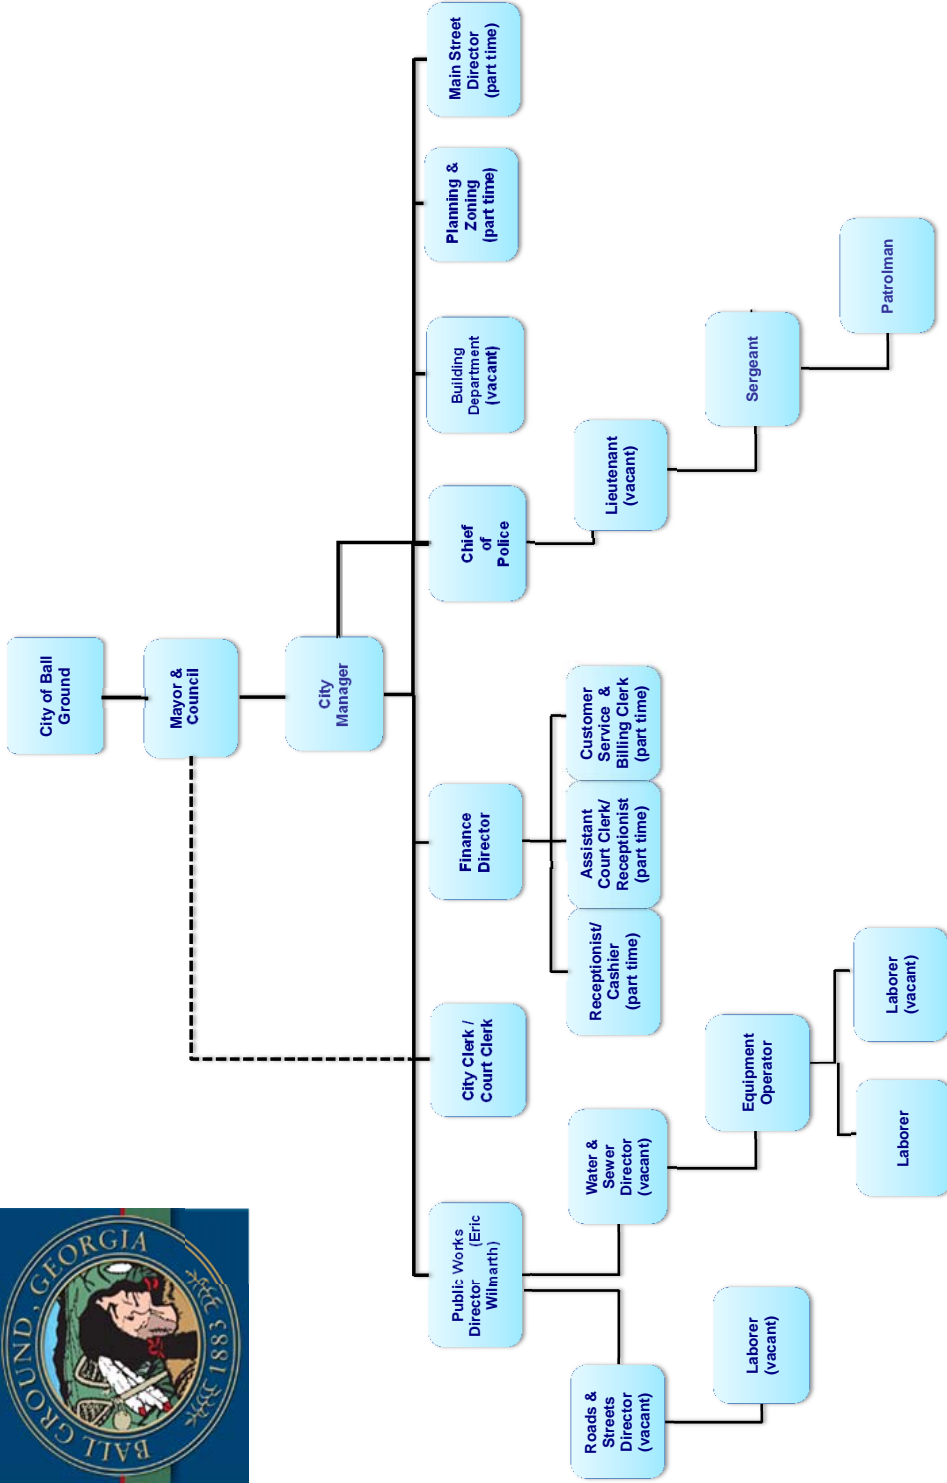 BALL GROUND, GEORGIA
1883
City of Ball
Ground
Mayor &
Council
City
Manager
Public Works
Director (Eric
Wilmarth)
City Clerk /
Court Clerk
Finance
Director
Chief
of
Police
Building
Department
(vacant)
Planning &
Zoning
(part time)
Main Street
Director
(part time)
Roads &
Streets
Director
(vacant)
Water &
Sewer
Director
(vacant)
Receptionist/
Cashier
(part time)
Assistant
Court Clerk/
Receptionist
(part time)
Customer
Service &
Billing Clerk
(part time)
Lieutenant
(vacant)
Laborer
(vacant)
Equipment
Operator
Sergeant
Laborer
Laborer
(vacant)
Patrolman